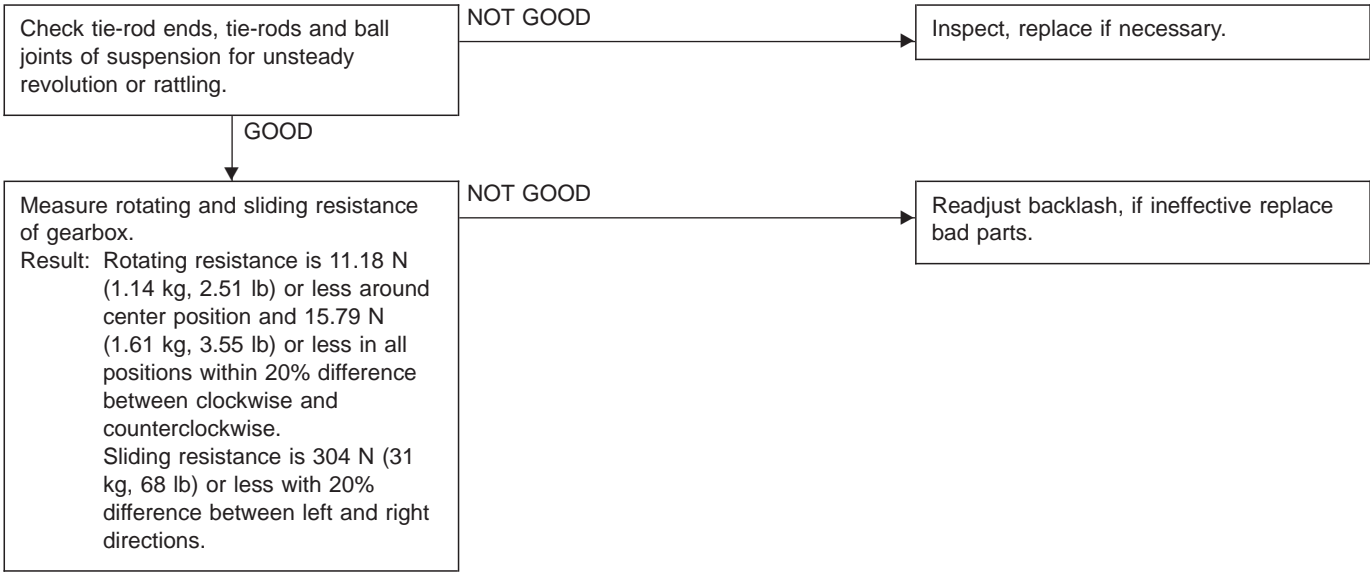 Check tie-rod ends, tie-rods and ball
joints of suspension for unsteady
revolution or rattling.
NOT GOOD
Inspect, replace if necessary.
GOOD
Measure rotating and sliding resistance
of gearbox.
Result: Rotating resistance is 11.18 N
(1.14 kg, 2.51 lb) or less around
center position and 15.79 N
(1.61 kg, 3.55 lb) or less in all
positions within 20% difference
between clockwise and
counterclockwise.
Sliding resistance is 304 N (31
kg, 68 lb) or less with 20%
difference between left and right
directions.
NOT GOOD
Readjust backlash, if ineffective replace
bad parts.